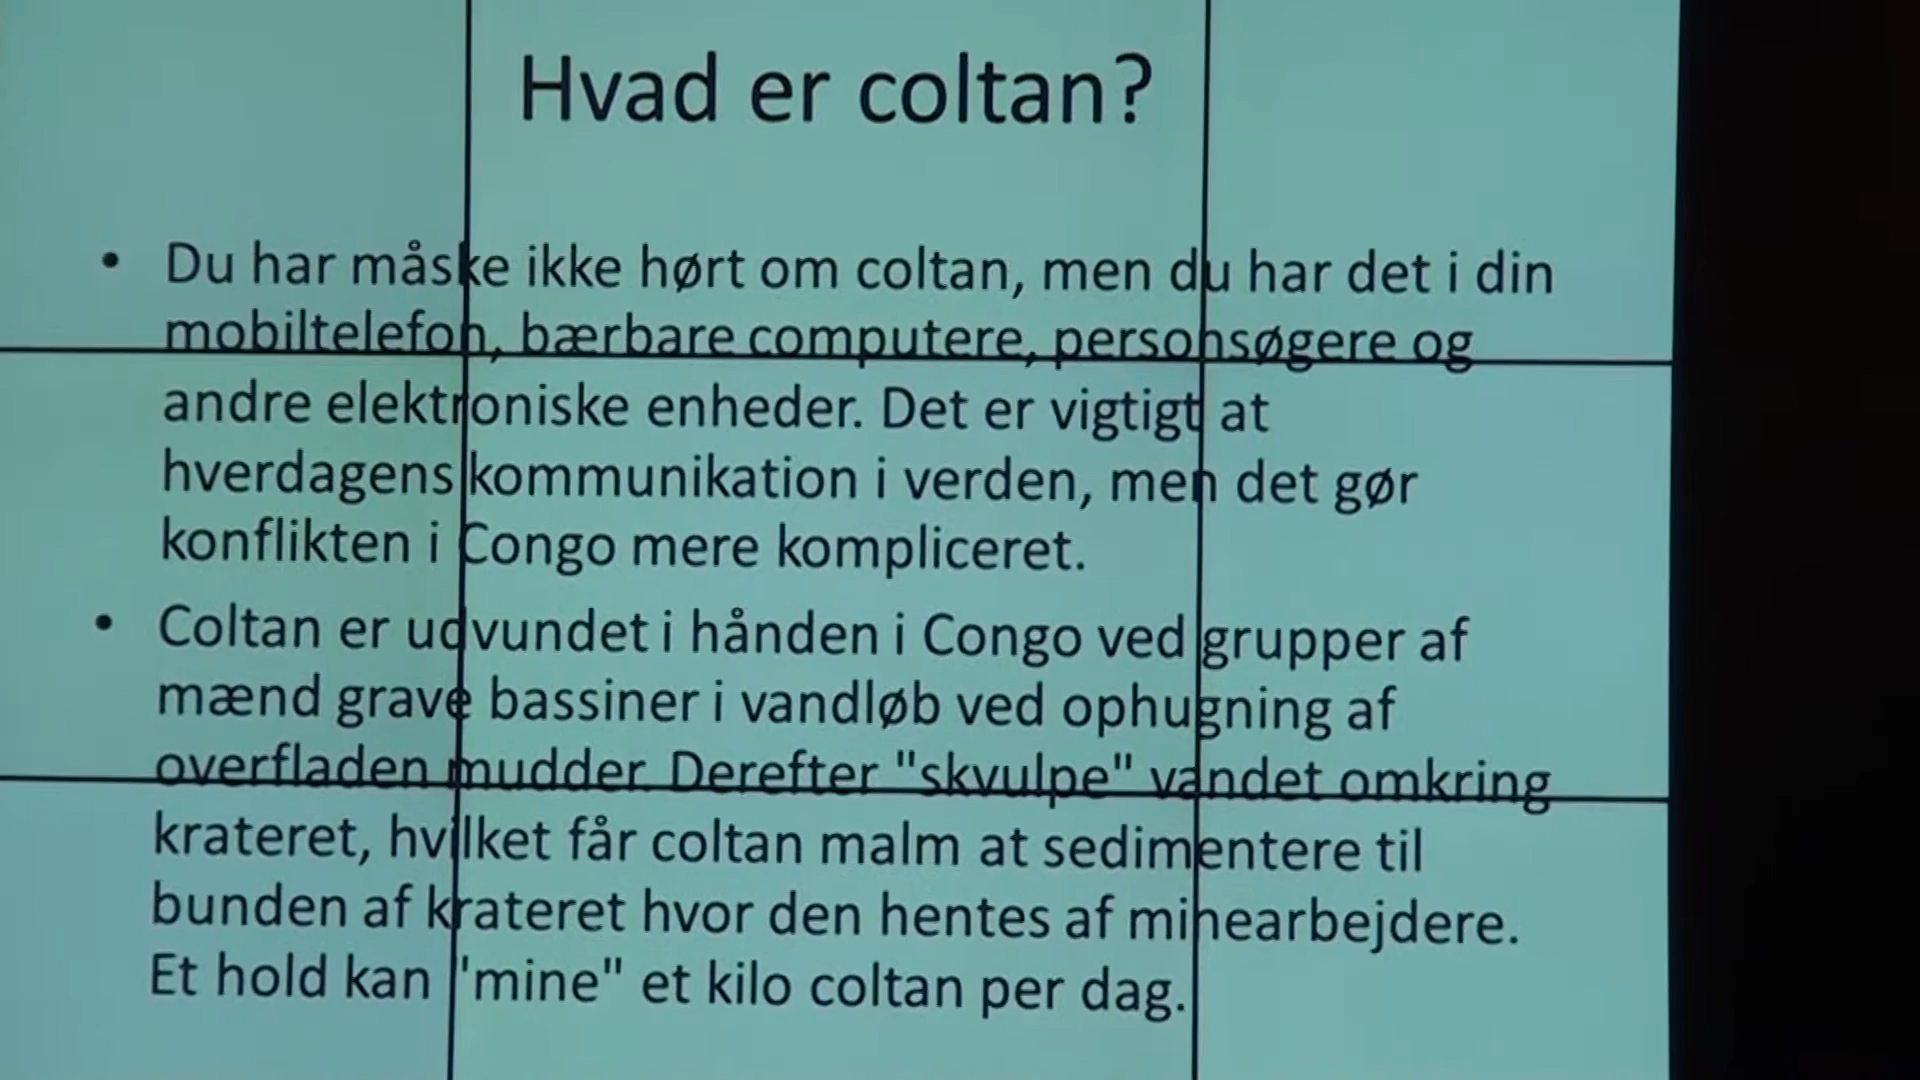 Hvad er coltan?
• Du har måske ikke hørt om coltan, men du har det i din
mobiltelefon, bærbare computere, personsøgere og
andre elektroniske enheder. Det er vigtigt at
hverdagens kommunikation i verden, men det gør
konflikten i Congo mere kompliceret.
• Coltan er udvundet i hånden i Congo ved grupper af
mænd grave bassiner i vandløb ved ophugning af
overfladen mudder. Derefter "skvulpe" vandet omkring
krateret, hvilket får coltan malm at sedimentere til
bunden af krateret hvor den hentes af minearbejdere.
Et hold kan "mine" et kilo coltan per dag.